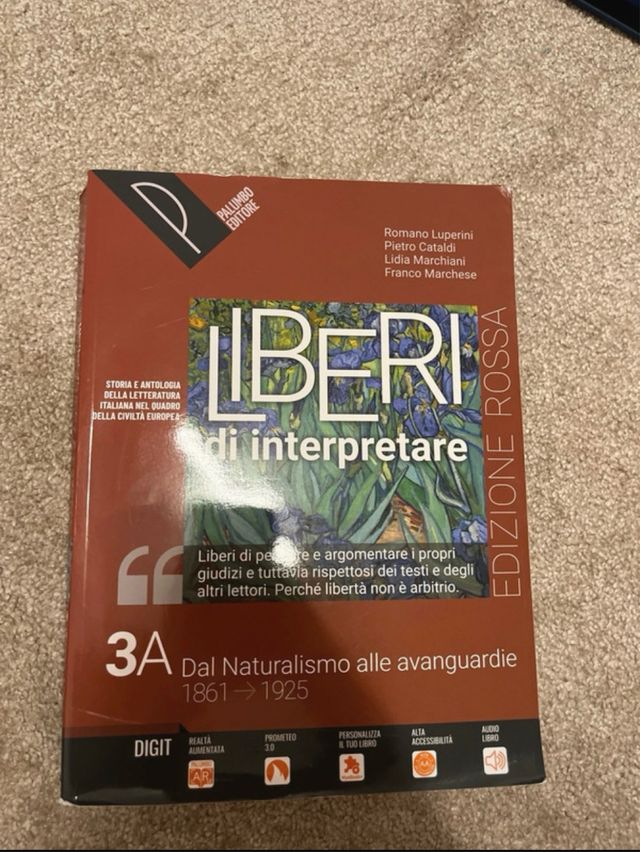 PALUMBO
EDITORE
Romano Luperini
Pietro Cataldi
Lidia Marchiani
Franco Marchese
STORIA E ANTOLOGIA
DELLA LETTERATURA
ITALIANA NEL QUADRO
DELLA CIVILTÀ EUROPEA
LIBERI
di interpretare
EDIZIONE ROSSA
“
Liberi di pensare e argomentare i propri
giudizi e tuttavia rispettosi dei testi e degli
altri lettori. Perché libertà non è arbitrio.
3A Dal Naturalismo alle avanguardie
1861 → 1925
DIGIT
REALTÀ
AUMENTATA
PALUMBO
AR
PROMETEO
3.0
PERSONALIZZA
IL TUO LIBRO
ALTA
ACCESSIBILITÀ
AA
AUDIO
LIBRO